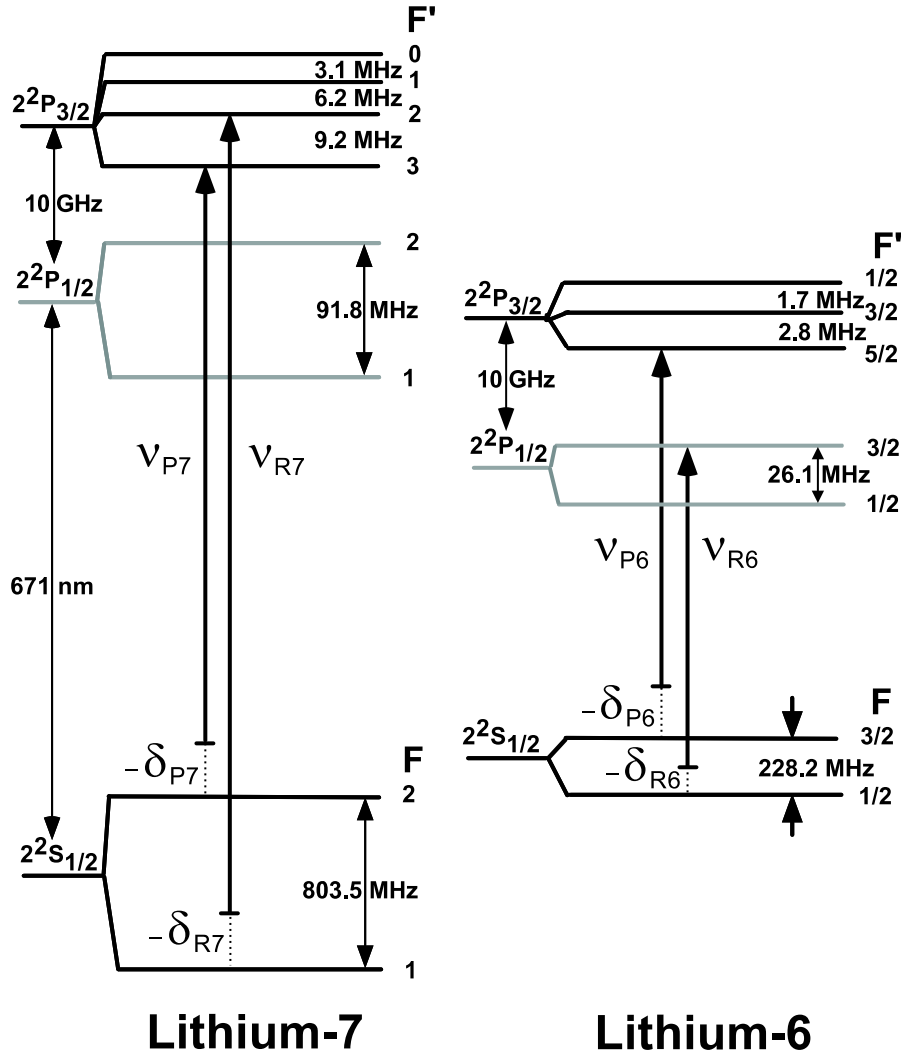 F'
0
3.1 MHz
1
6.2 MHz
2²P3/2
2
9.2 MHz
3
10 GHz
2
2²P1/2
91.8 MHz
1
νP7
νR7
671 nm
-δP7
F
2
2²S1/2
803.5 MHz
-δR7
1
Lithium-7
F'
1/2
2²P3/2
1.7 MHz
3/2
2.8 MHz
5/2
10 GHz
2²P1/2
3/2
26.1 MHz
1/2
νP6
νR6
-δP6
F
3/2
2²S1/2
-δR6
228.2 MHz
1/2
Lithium-6